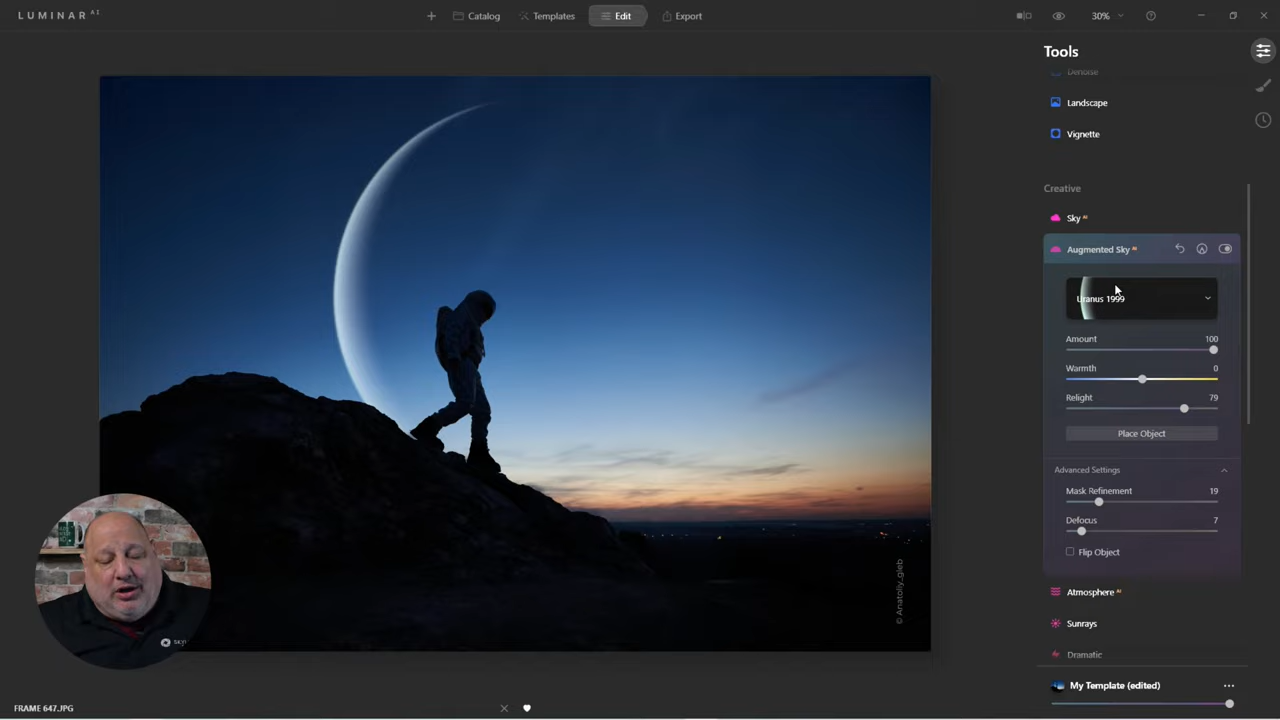 LUMINAR AI
Catalog
Templates
Edit
Export
30%
Tools
Denoise
Landscape
Vignette
Creative
Sky AI
Augmented Sky AI
Uranus 1999
Amount 100
Warmth 0
Relight 79
Place Object
Advanced Settings
Mask Refinement 19
Defocus 7
Flip Object
Atmosphere AI
Sunrays
Dramatic
My Template (edited)
© Anatoliy_gleb
FRAME 647.JPG